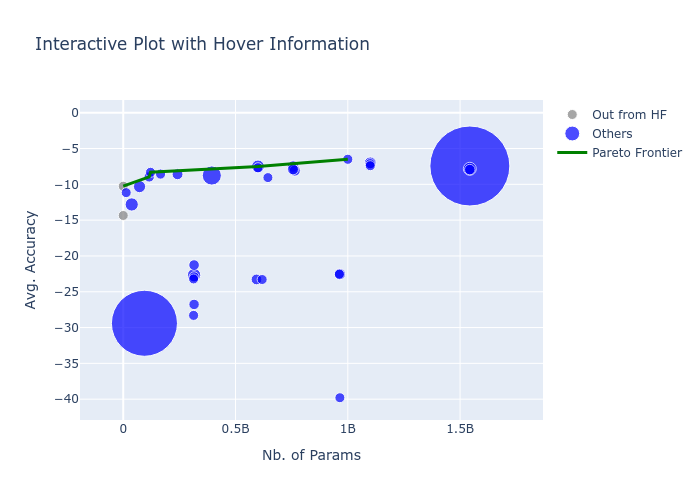 Interactive Plot with Hover Information
Out from HF
Others
Pareto Frontier
Avg. Accuracy
0
−5
−10
−15
−20
−25
−30
−35
−40
0
0.5B
1B
1.5B
Nb. of Params